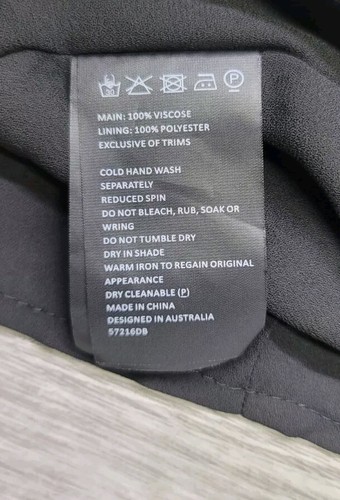 P
MAIN: 100% VISCOSE
LINING: 100% POLYESTER
EXCLUSIVE OF TRIMS
COLD HAND WASH
SEPARATELY
REDUCED SPIN
DO NOT BLEACH, RUB, SOAK OR
WRING
DO NOT TUMBLE DRY
DRY IN SHADE
WARM IRON TO REGAIN ORIGINAL
APPEARANCE
DRY CLEANABLE (P)
MADE IN CHINA
DESIGNED IN AUSTRALIA
57216DB